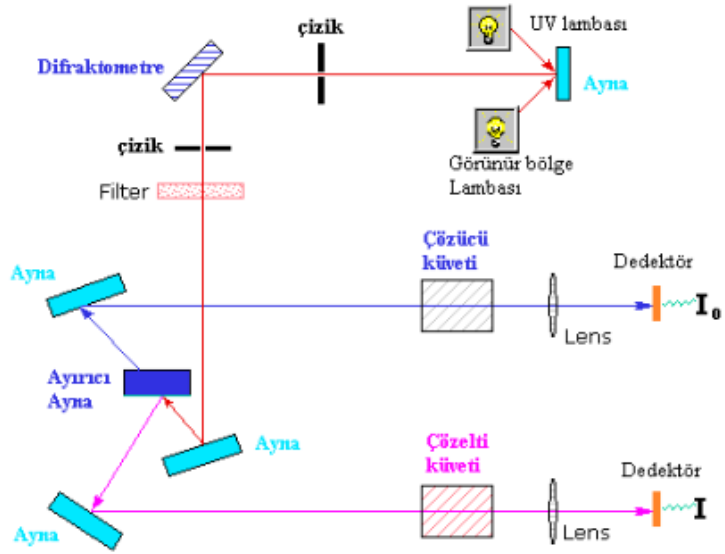 çizik
UV lambası
Difraktometre
Ayna
çizik
Görünür bölge
Lambası
Filter
Ayna
Çözücü
küveti
Dedektör
I₀
Lens
Ayırıcı
Ayna
Ayna
Çözelti
küveti
Dedektör
I
Lens
Ayna